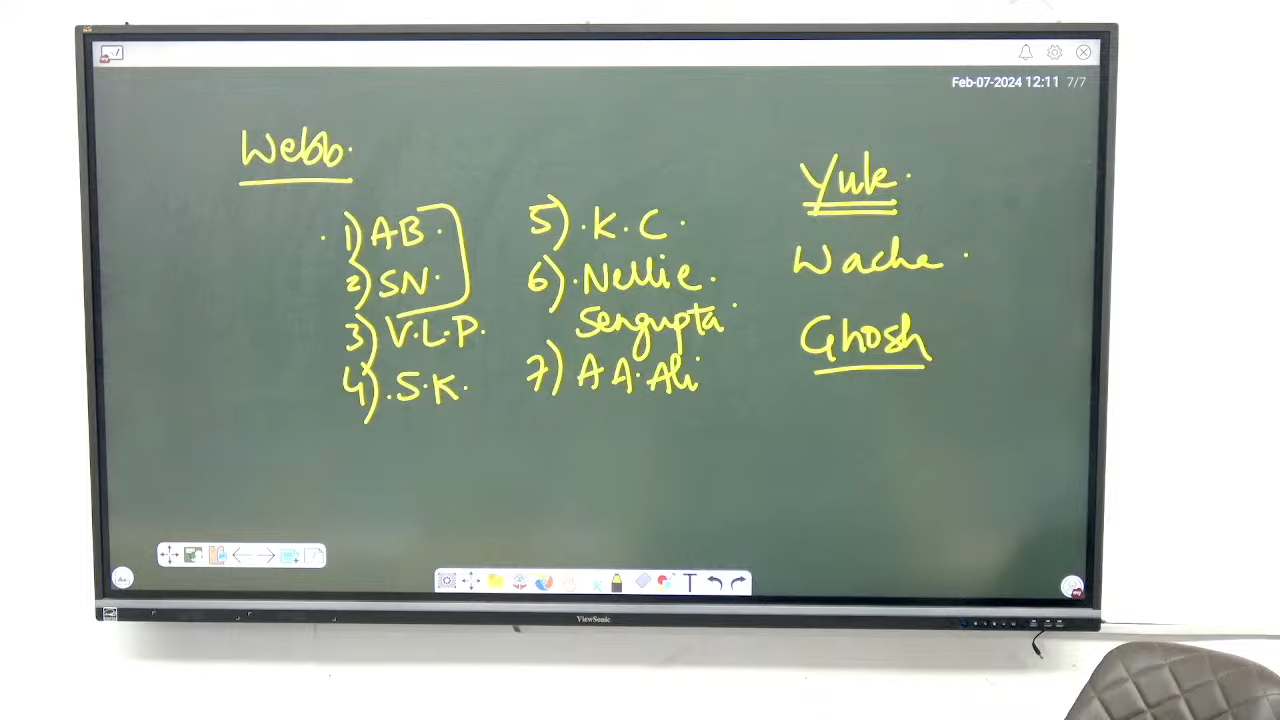 Feb-07-2024 12:11 7/7
Webb.
1) AB.
2) SN.
3) V.L.P.
4) .S.K.
5) .K.C.
6) .Nellie.
Sengupta
7) A A. Ali
Yule.
Wacha.
Ghosh
ViewSonic